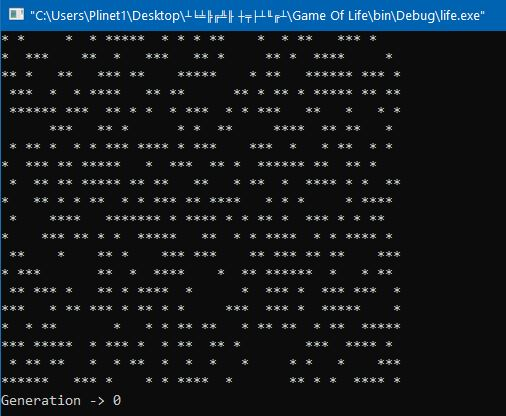 "C:\Users\Plinet1\Desktop\┴╘╧╠╔╩╟ ┼╤├┴╙╔┴\Game Of Life\bin\Debug\life.exe"
* *     *  * *****  * * * **    *  * **   *** *
*  ***    **  *   ***   ** *     ** *  ****     *
** *   **   *** **    *****     * **   ****** *** *
 ***  *  * ****   ** **      ** * ** * ***** ** **
 ****** ***  ** * *  * ***  * * ***   **   *   * *
      ***   ** *      * *  **     ****  ** **   *
 * ** *  * * *** **** * ***    ***  *   * **  * *
*  *** ** *****   *  ***  ** *  ****** **  ** *
 *  ** ** ***** ** **   **   * **  *  **** * *  **
*   ** * * **  * * *** ** ****   * * *     * ****
 *    ****   ******* * **** * * ** *  *** * * **
*    *** ** * *  *****   **  * * ****  * * **** *
 **    *    ** *    *** ***    ** *** ** **    ***
* ***       **  *  ****     *  ** ******  *   * **
 ** *** *   ** * ****  *      *  *** *  *** ***  *
***   * ** *** * ** * *     ***  *** *  *****    *
*  * **       *   * * ** **   * ** **  * **  *****
*** *****  * *** *  * **  ** *        ***  **** *
 * ** **   * * **  *  *  *   *     * *   *    ***
******   *** *    * * ****  *       ** * *  **** *
Generation -> 0